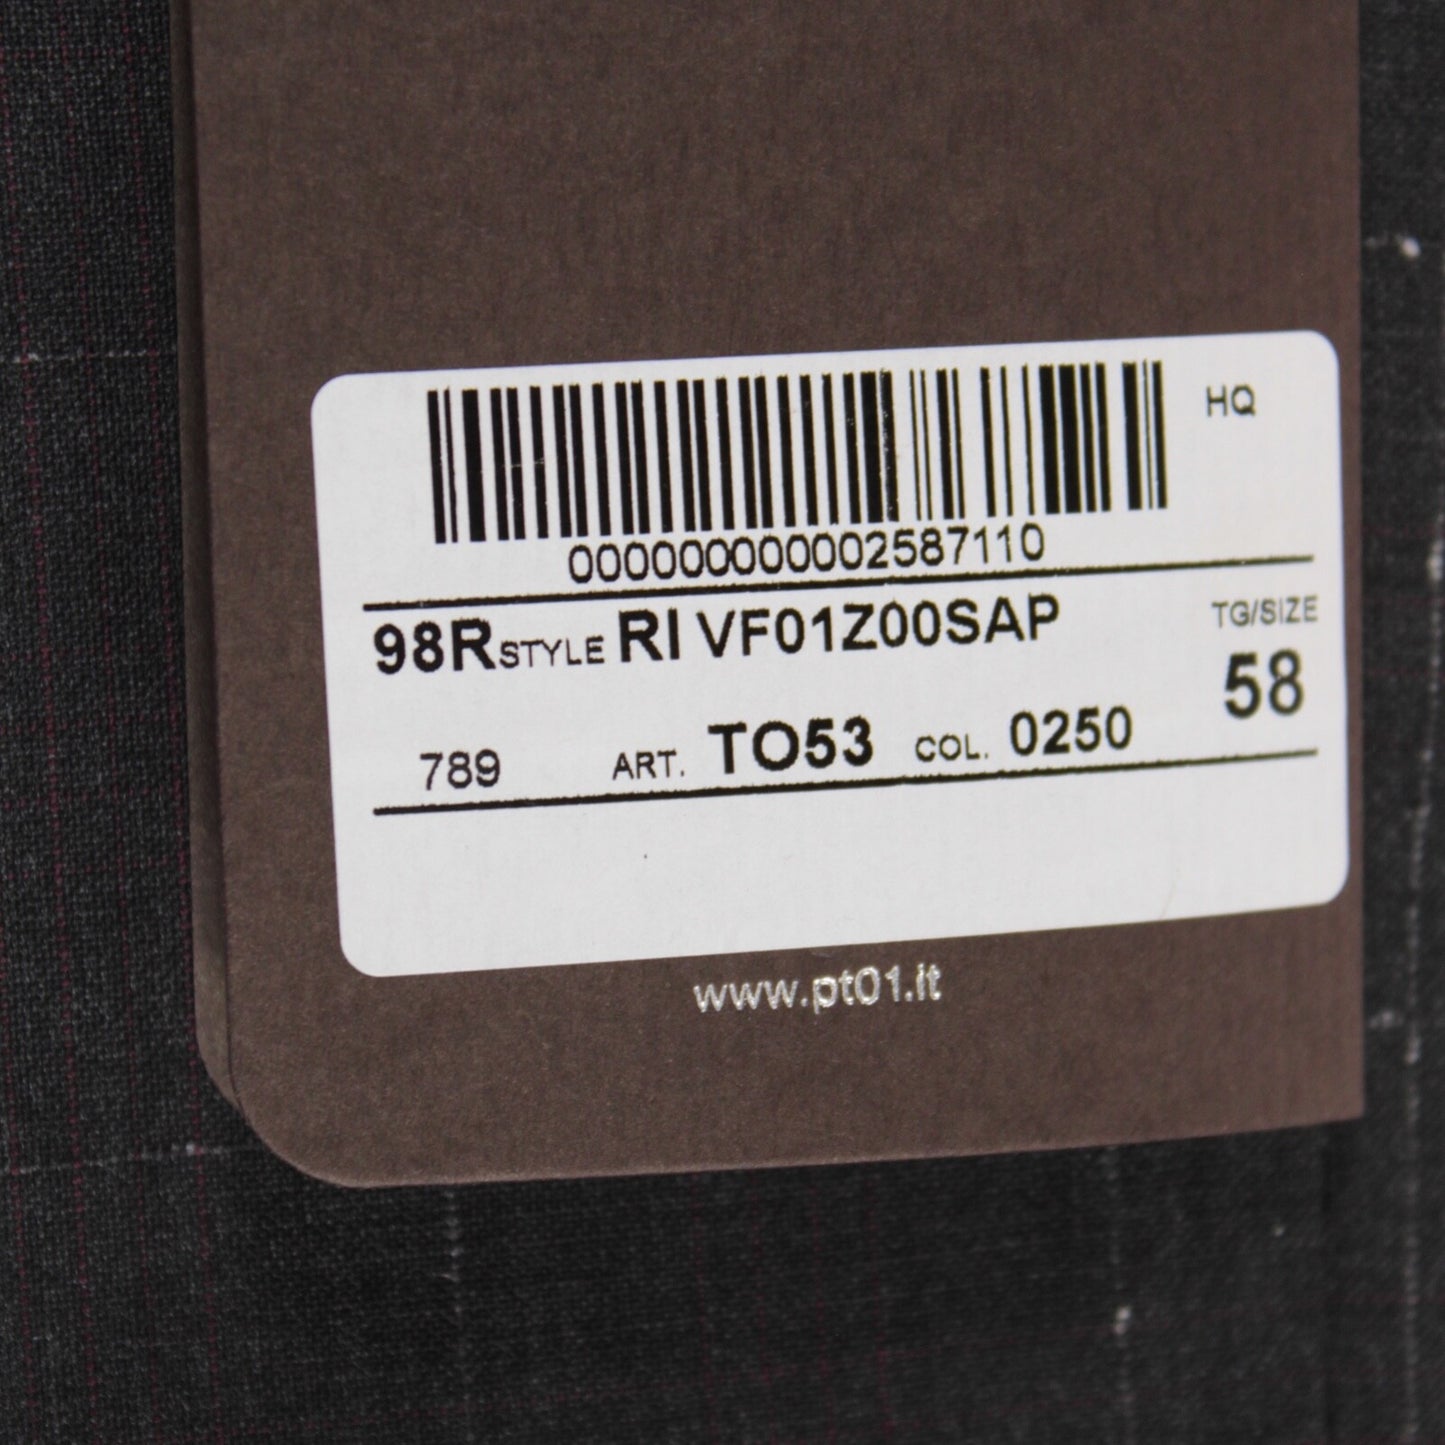 HQ
000000000002587110
98R STYLE RI VF01Z00SAP TG/SIZE
58
789 ART. TO53 COL. 0250
www.pt01.it